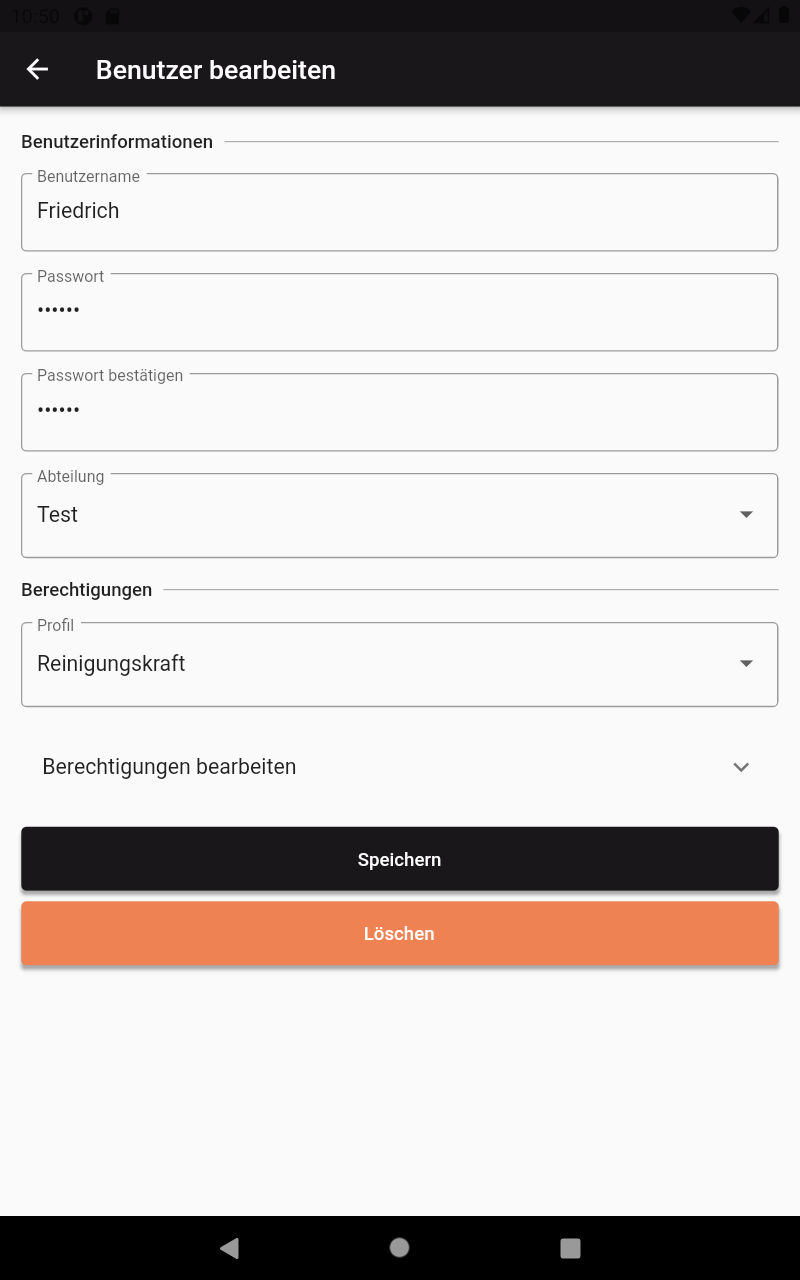 10:50
Benutzer bearbeiten
Benutzerinformationen
Benutzername
Friedrich
Passwort
••••••
Passwort bestätigen
••••••
Abteilung
Test
Berechtigungen
Profil
Reinigungskraft
Berechtigungen bearbeiten
Speichern
Löschen